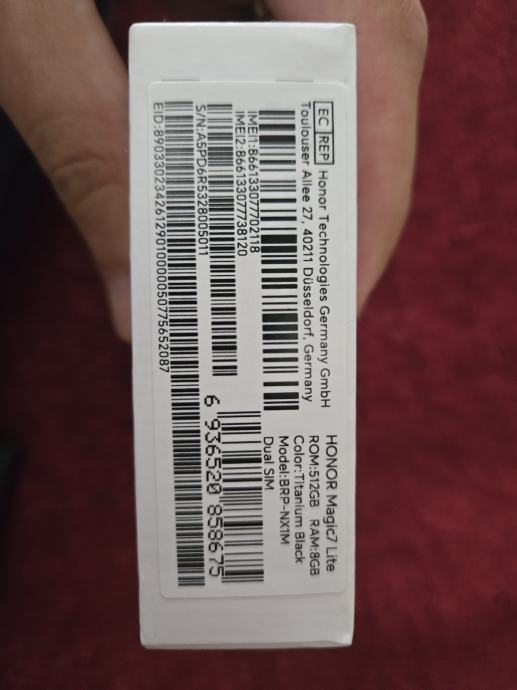 EC REP Honor Technologies Germany GmbH
Toulouser Allee 27, 40211 Düsseldorf, Germany
IMEI1:866133077702118
IMEI2:866133077738120
S/N:A5PD6R5328005011
EID:89033023426129010000050775652087
HONOR Magic7 Lite
ROM:512GB RAM:8GB
Color:Titanium Black
Model:BRP-NX1M
Dual SIM
6 936520 858675